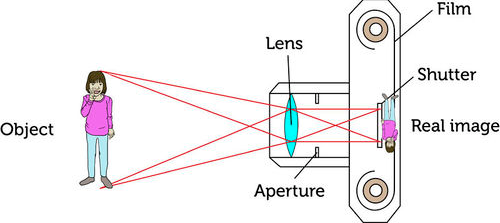 Film
Lens
Shutter
Object
Real image
Aperture